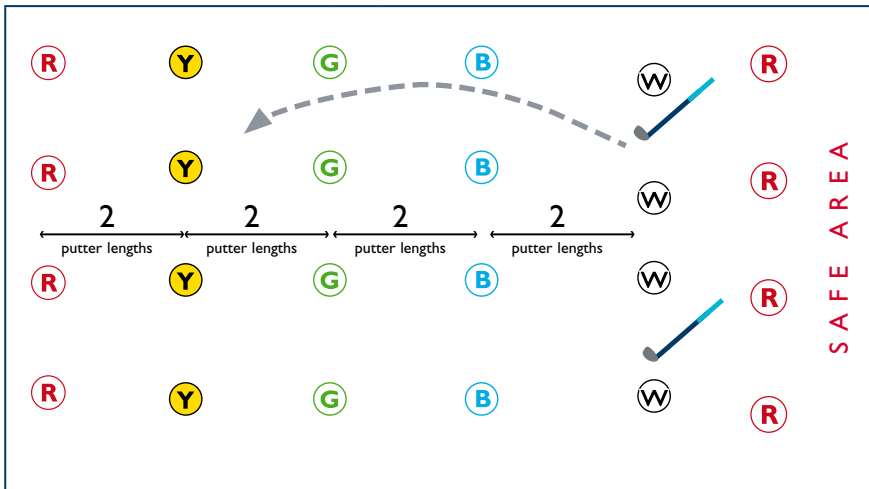 R Y G B W R
R Y G B W R
2 2 2 2
putter lengths putter lengths putter lengths putter lengths
R Y G B W R
R Y G B W R
SAFE AREA